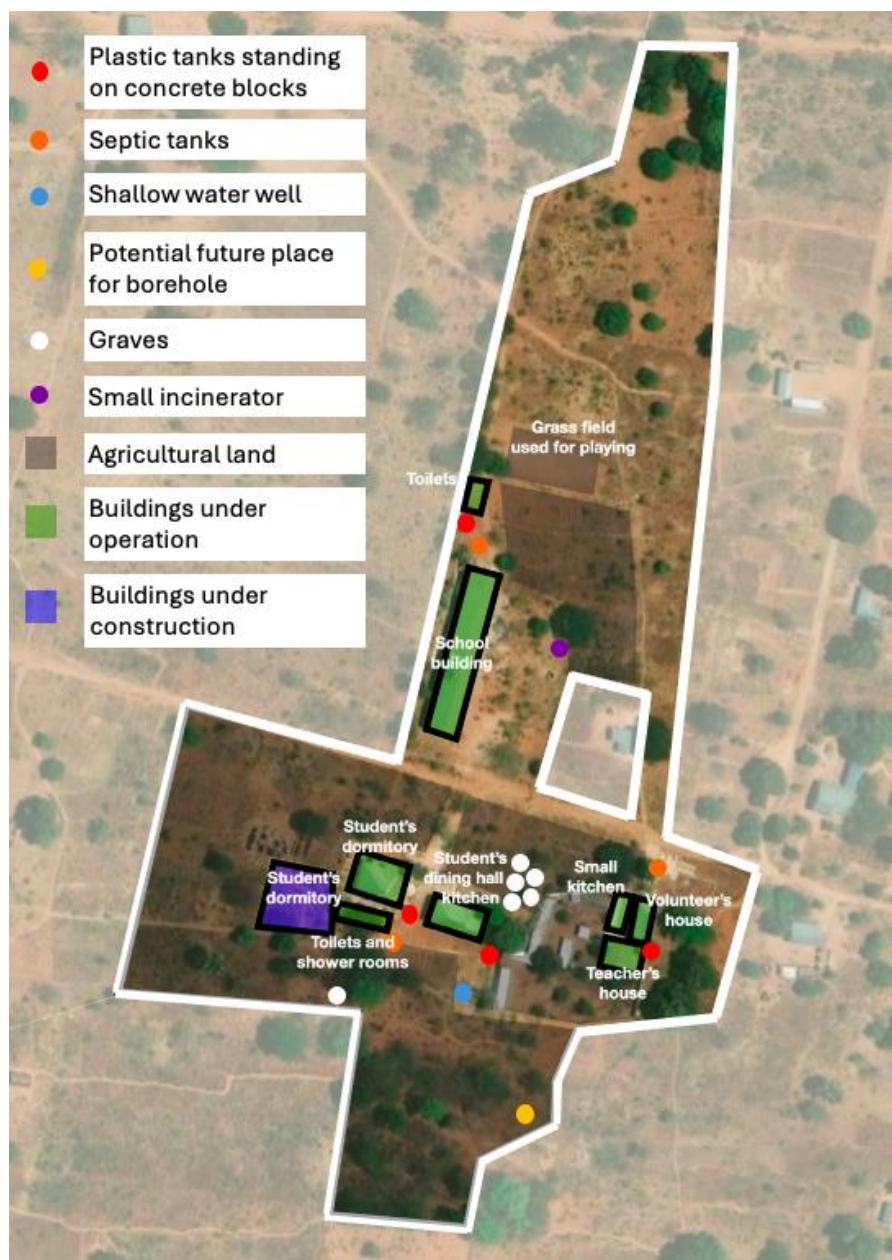 Plastic tanks standing
on concrete blocks
Septic tanks
Shallow water well
Potential future place
for borehole
Graves
Small incinerator
Agricultural land
Buildings under
operation
Buildings under
construction
Grass field
used for playing
Toilets
School
building
Student's
dormitory
Student's
dormitory
Student's
dining hall
kitchen
Small
kitchen
Volunteer's
house
Toilets and
shower rooms
Teacher's
house